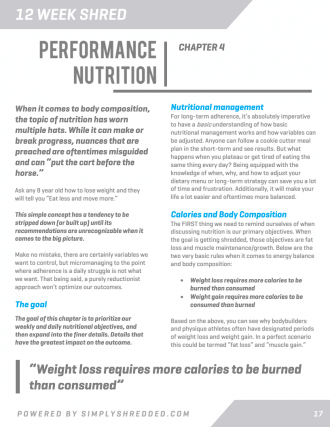 12 WEEK SHRED
PERFORMANCE
NUTRITION
CHAPTER 4
When it comes to body composition,
the topic of nutrition has worn
multiple hats. While it can make or
break progress, nuances that are
preached are oftentimes misguided
and can "put the cart before the
horse."
Ask any 8 year old how to lose weight and they
will tell you "Eat less and move more."
This simple concept has a tendency to be
stripped down (or built up) until its
recommendations are unrecognizable when it
comes to the big picture.
Make no mistake, there are certainly variables we
want to control, but micromanaging to the point
where adherence is a daily struggle is not what
we want. That being said, a purely reductionist
approach won't optimize our outcomes.
The goal
The goal of this chapter is to prioritize our
weekly and daily nutritional objectives, and
then expand into the finer details. Details that
have the greatest impact on the outcome.
Nutritional management
For long-term adherence, it's absolutely imperative
to have a basic understanding of how basic
nutritional management works and how variables can
be adjusted. Anyone can follow a cookie cutter meal
plan in the short-term and see results. But what
happens when you plateau or get tired of eating the
same thing every day? Being equipped with the
knowledge of when, why, and how to adjust your
dietary menu or long-term strategy can save you a lot
of time and frustration. Additionally, it will make your
life a lot easier and oftentimes more balanced.
Calories and Body Composition
The FIRST thing we need to remind ourselves of when
discussing nutrition is our primary objectives. When
the goal is getting shredded, those objectives are fat
loss and muscle maintenance/growth. Below are the
two very basic rules when it comes to energy balance
and body composition:
• Weight loss requires more calories to be
burned than consumed
• Weight gain requires more calories to be
consumed than burned
Based on the above, you can see why bodybuilders
and physique athletes often have designated periods
of weight loss and weight gain. In a perfect scenario
this could be termed "fat loss" and "muscle gain."
"Weight loss requires more calories to be burned
than consumed"
POWERED BY SIMPLYSHREDDED.COM
17